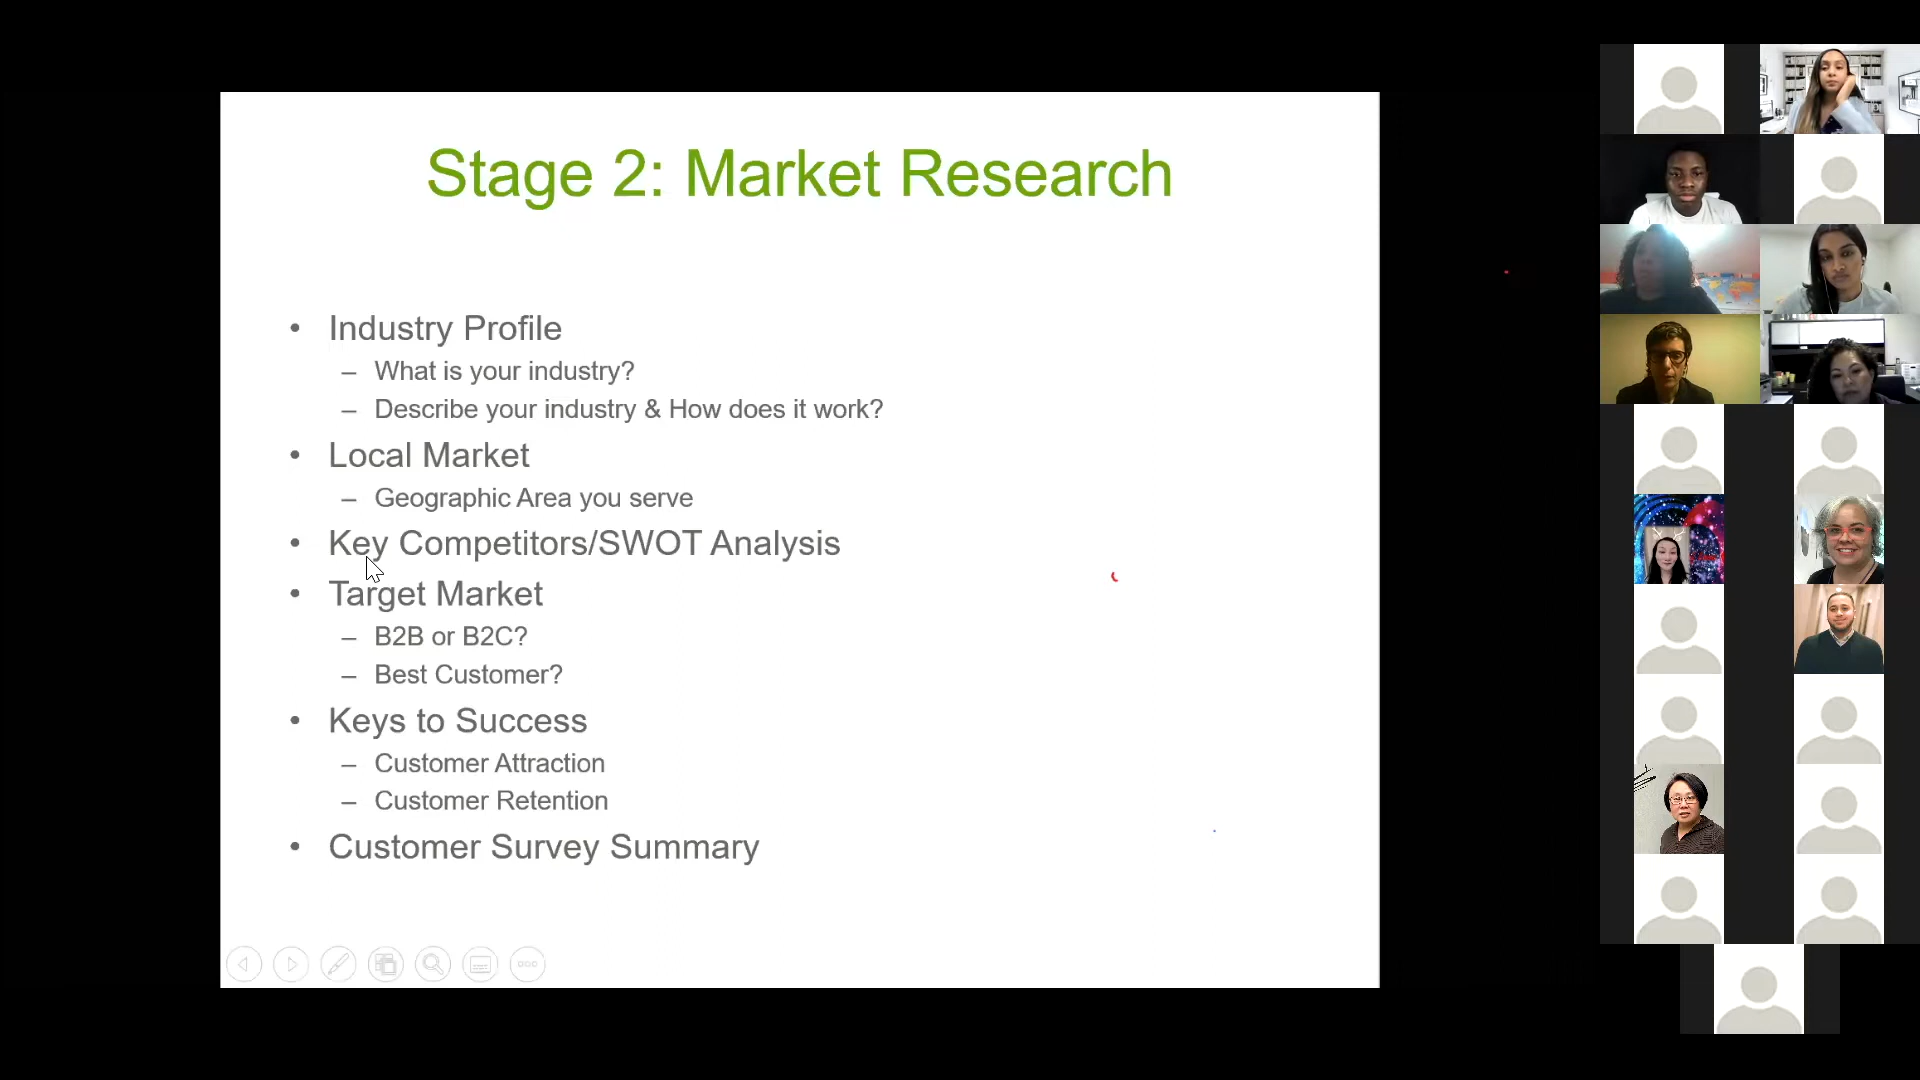 Stage 2: Market Research
• Industry Profile
– What is your industry?
– Describe your industry & How does it work?
• Local Market
– Geographic Area you serve
• Key Competitors/SWOT Analysis
• Target Market
– B2B or B2C?
– Best Customer?
• Keys to Success
– Customer Attraction
– Customer Retention
• Customer Survey Summary